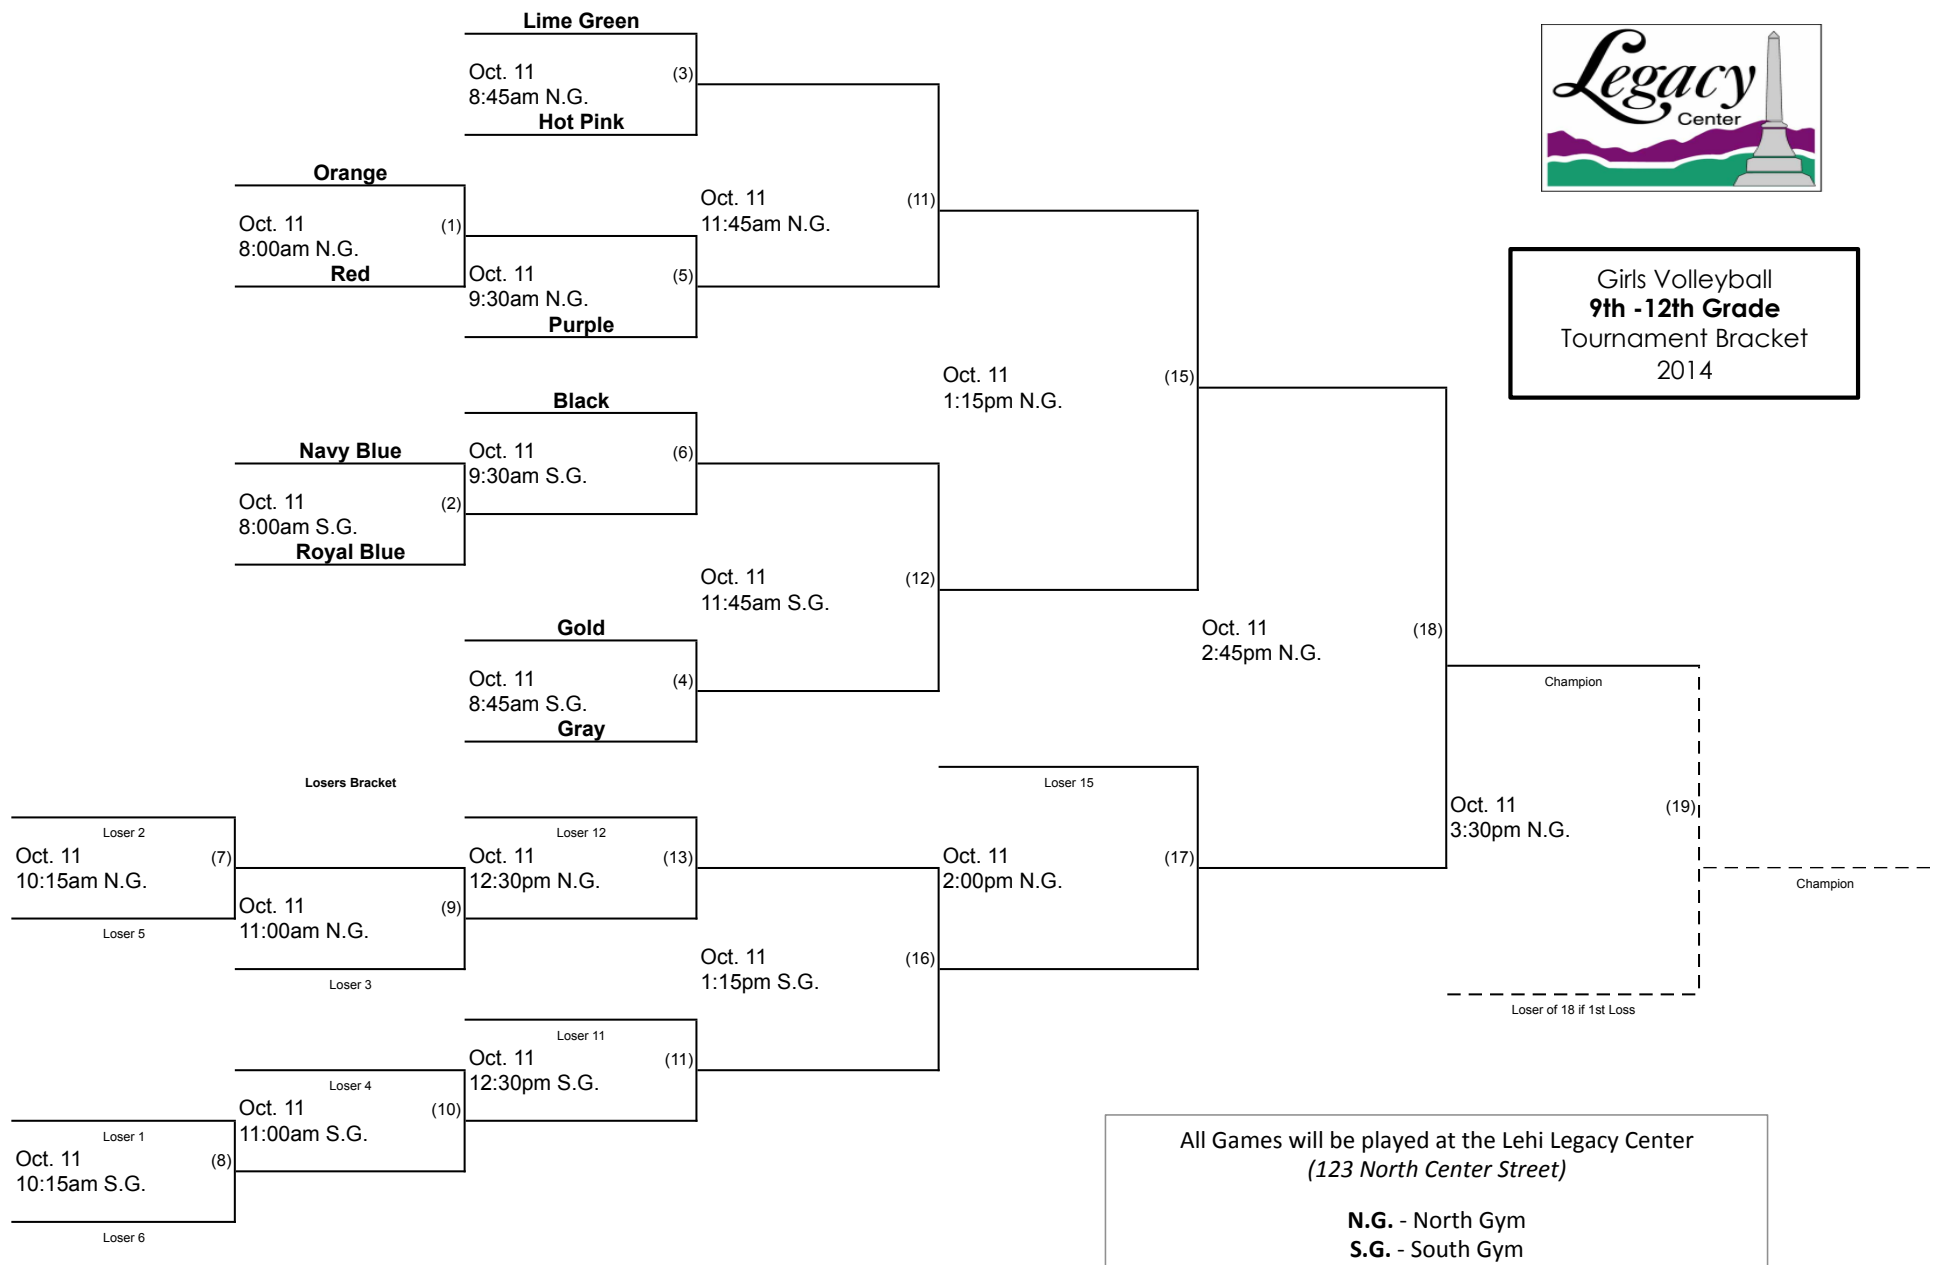 Lime Green
Oct. 11 (3)
8:45am N.G.
Hot Pink
Orange
Oct. 11 (1)
8:00am N.G.
Red
Oct. 11 (5)
9:30am N.G.
Purple
Oct. 11 (11)
11:45am N.G.
Black
Navy Blue
Oct. 11 (6)
9:30am S.G.
Oct. 11 (2)
8:00am S.G.
Royal Blue
Oct. 11 (12)
11:45am S.G.
Gold
Oct. 11 (4)
8:45am S.G.
Gray
Oct. 11 (15)
1:15pm N.G.
Oct. 11 (18)
2:45pm N.G.
Champion
Legacy
Center
Girls Volleyball
9th -12th Grade
Tournament Bracket
2014
Losers Bracket
Loser 2
Oct. 11 (7)
10:15am N.G.
Loser 5
Oct. 11 (9)
11:00am N.G.
Loser 3
Loser 12
Oct. 11 (13)
12:30pm N.G.
Oct. 11 (16)
1:15pm S.G.
Loser 11
Oct. 11 (11)
12:30pm S.G.
Loser 4
Oct. 11 (10)
11:00am S.G.
Loser 1
Oct. 11 (8)
10:15am S.G.
Loser 6
Loser 15
Oct. 11 (17)
2:00pm N.G.
Oct. 11 (19)
3:30pm N.G.
Champion
Loser of 18 if 1st Loss
All Games will be played at the Lehi Legacy Center
(123 North Center Street)
N.G. - North Gym
S.G. - South Gym